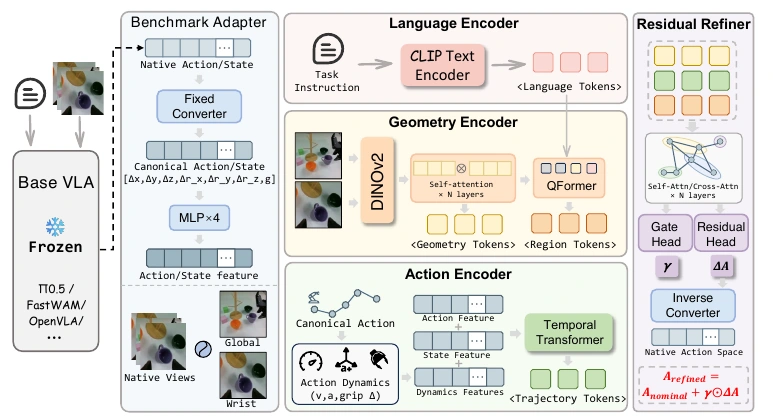 Base VLA
Frozen
π0.5 /
FastWAM/
OpenVLA/
...
Benchmark Adapter
...
Native Action/State
Fixed
Converter
...
Canonical Action/State
[Δx,Δy,Δz,Δr_x,Δr_y,Δr_z,g]
MLP×4
...
Action/State feature
Native Views
Global
Wrist
Language Encoder
Task
Instruction
CLIP Text
Encoder
<Language Tokens>
Geometry Encoder
DINOv2
Self-attention
× N layers
QFormer
<Geometry Tokens>
<Region Tokens>
Action Encoder
Canonical Action
a+
Action Dynamics
(v,a,grip Δ)
...
Action Feature
+
...
State Feature
+
...
Dynamics Features
Temporal
Transformer
<Trajectory Tokens>
Residual Refiner
Self-Attn/Cross-Attn
× N layers
Gate
Head
Residual
Head
γ
ΔA
Inverse
Converter
...
Native Action Space
A_refined =
A_nominal + γ⊙ΔA